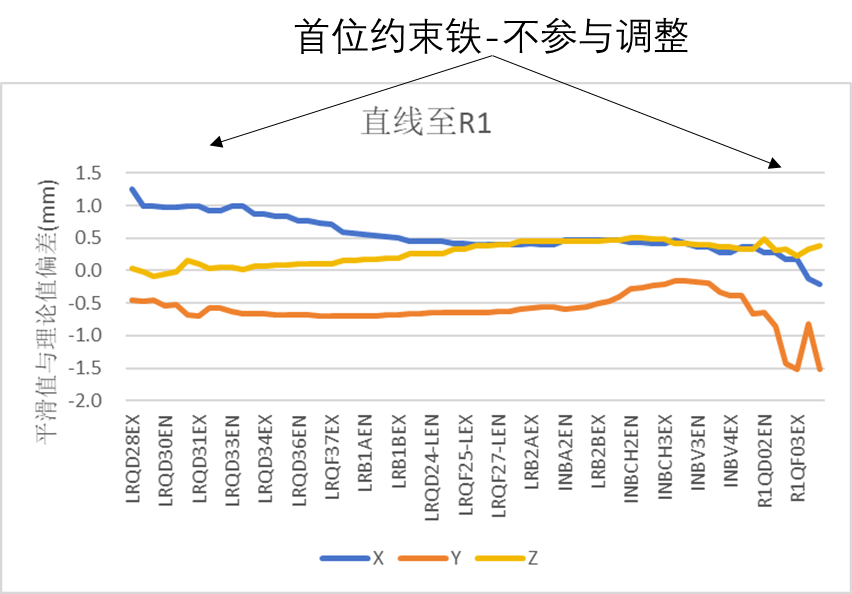 首位约束铁-不参与调整
直线至R1
平滑值与理论值偏差(mm)
1.5
1.0
0.5
0.0
-0.5
-1.0
-1.5
-2.0
LRQD28EX
LRQD30EN
LRQD31EX
LRQD33EN
LRQD34EX
LRQD36EN
LRQF37EX
LRB1AEN
LRB1BEX
LRQD24-LEN
LRQF25-LEX
LRQF27-LEN
LRB2AEX
INBA2EN
LRB2BEX
INBCH2EN
INBCH3EX
INBV3EN
INBV4EX
R1QD02EN
R1QF03EX
X Y Z